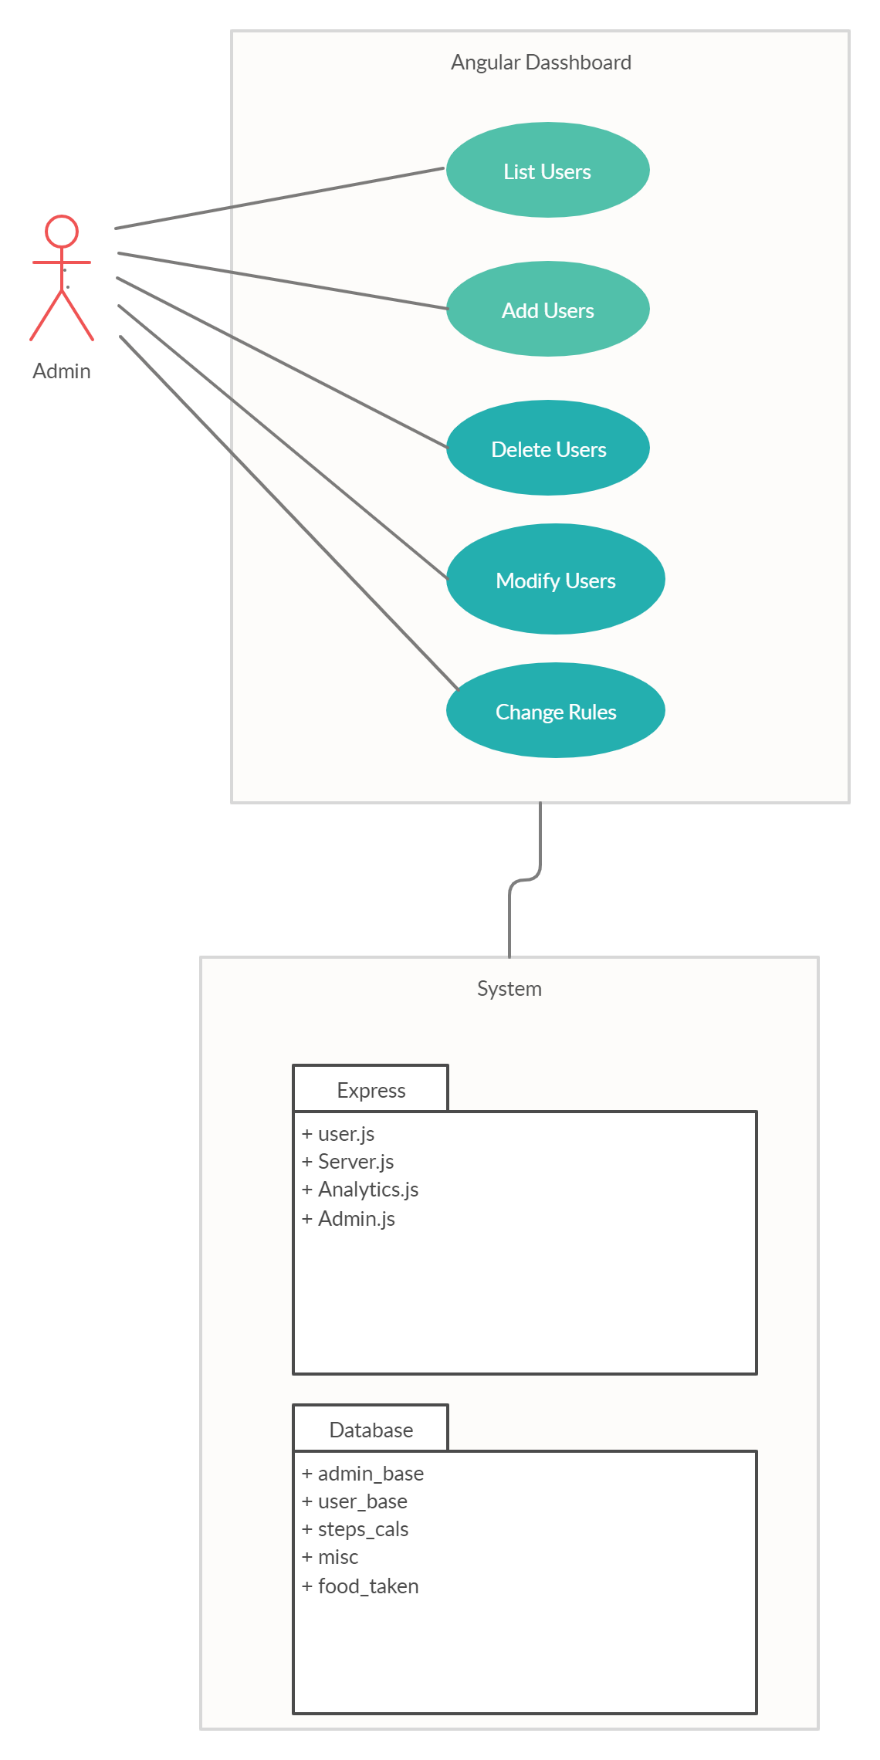 Angular Dasshboard
List Users
Add Users
Admin
Delete Users
Modify Users
Change Rules
System
Express
+ user.js
+ Server.js
+ Analytics.js
+ Admin.js
Database
+ admin_base
+ user_base
+ steps_cals
+ misc
+ food_taken